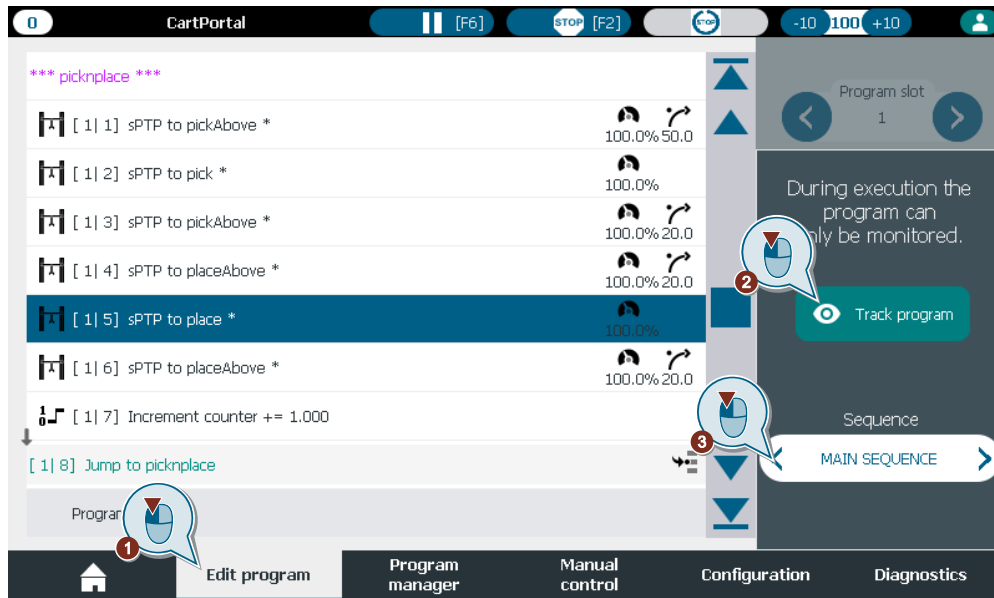 0
CartPortal
[F6]
STOP [F2]
STOP
-10 100 +10
*** picknplace ***
[ 1| 1] sPTP to pickAbove *
100.0% 50.0
[ 1| 2] sPTP to pick *
100.0%
[ 1| 3] sPTP to pickAbove *
100.0% 20.0
[ 1| 4] sPTP to placeAbove *
100.0% 20.0
[ 1| 5] sPTP to place *
100.0%
[ 1| 6] sPTP to placeAbove *
100.0% 20.0
1
0
[ 1| 7] Increment counter += 1.000
[ 1| 8] Jump to picknplace
Program slot
1
During execution the
program can
be monitored.
2
Track program
Sequence
3
MAIN SEQUENCE
1
Edit program
Program
manager
Manual
control
Configuration
Diagnostics